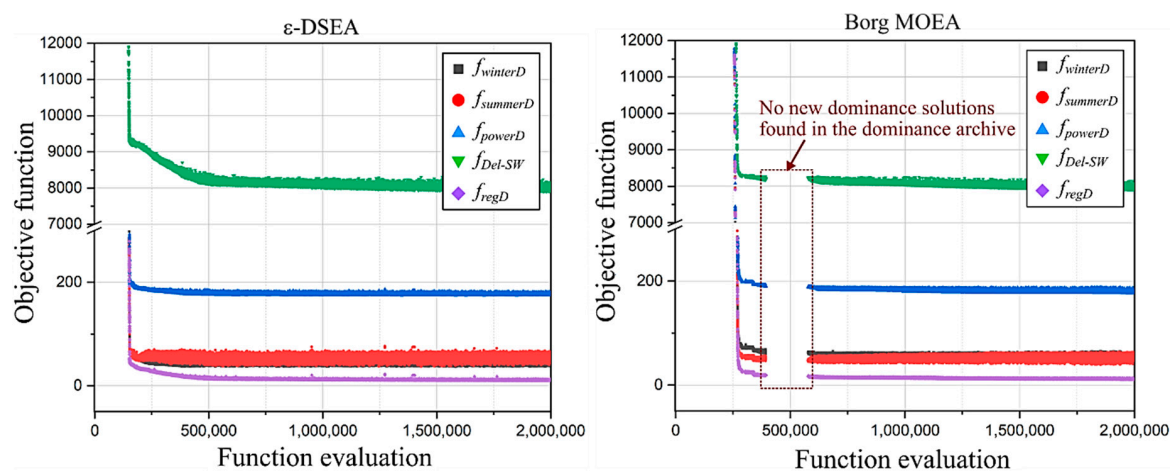 ε-DSEA
Objective function
12000
11000
10000
9000
8000
7000
200
0
f_winterD
f_summerD
f_powerD
f_Del-SW
f_regD
0
500,000
1,000,000
1,500,000
2,000,000
Function evaluation
Borg MOEA
Objective function
12000
11000
10000
9000
8000
7000
200
0
No new dominance solutions
found in the dominance archive
f_winterD
f_summerD
f_powerD
f_Del-SW
f_regD
0
500,000
1,000,000
1,500,000
2,000,000
Function evaluation